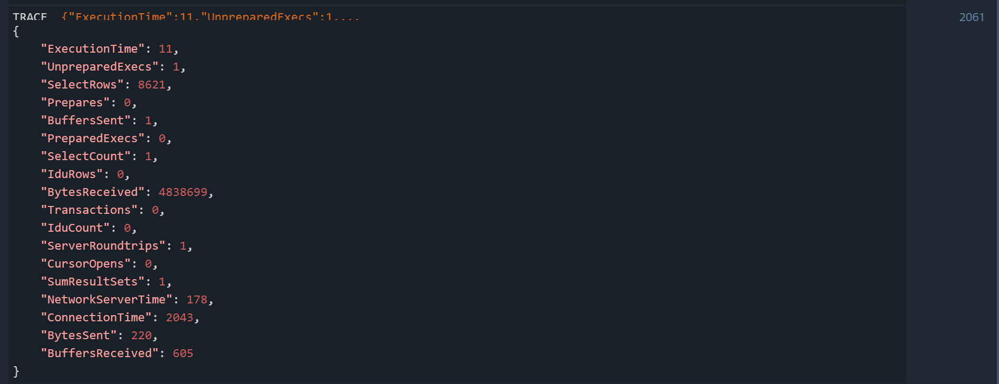 TRACE {"ExecutionTime":11,"UnpreparedExecs":1,... 2061
{
"ExecutionTime": 11,
"UnpreparedExecs": 1,
"SelectRows": 8621,
"Prepares": 0,
"BuffersSent": 1,
"PreparedExecs": 0,
"SelectCount": 1,
"IduRows": 0,
"BytesReceived": 4838699,
"Transactions": 0,
"IduCount": 0,
"ServerRoundtrips": 1,
"CursorOpens": 0,
"SumResultSets": 1,
"NetworkServerTime": 178,
"ConnectionTime": 2043,
"BytesSent": 220,
"BuffersReceived": 605
}